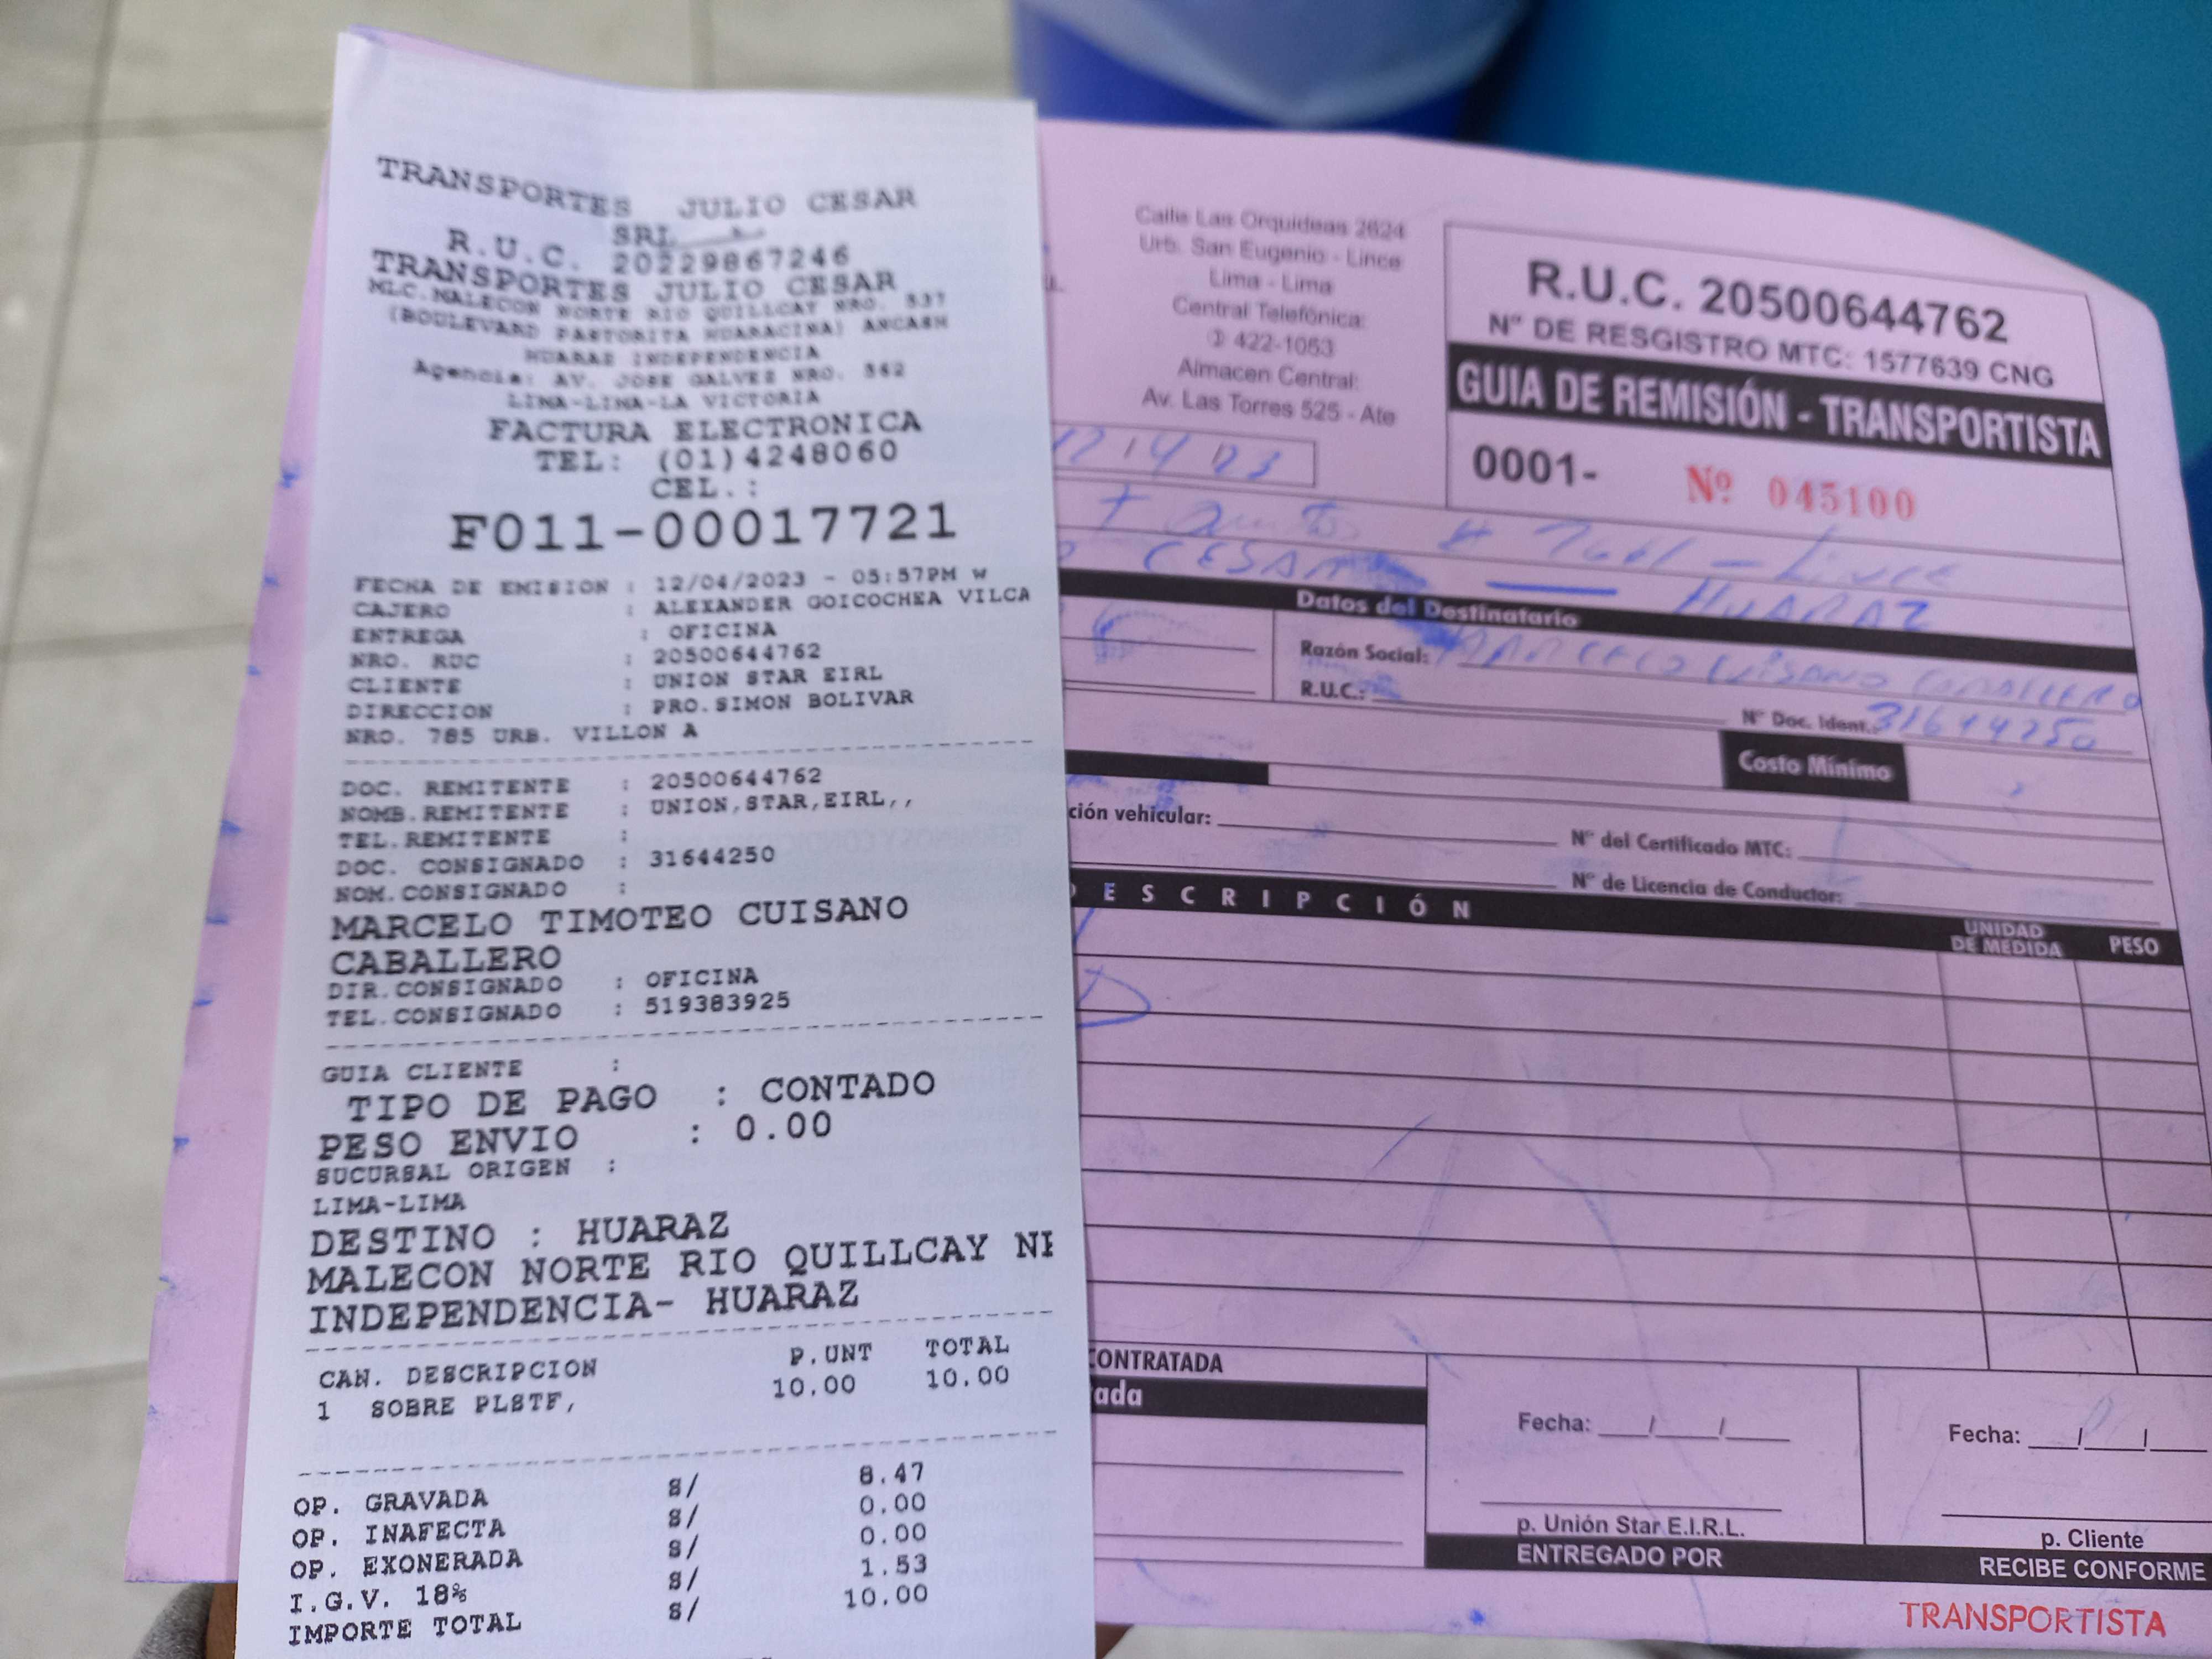 TRANSPORTES JULIO CESAR
SRL
R.U.C. 20229867246
TRANSPORTES JULIO CESAR
MLC.MALECON NORTE RIO QUILLCAY NRO. 537
(BOULEVARD PASTORITA HUARACINA) ANCASH
HUARAZ INDEPENDENCIA
Agencia: AV. JOSE GALVEZ NRO. 562
LIMA-LIMA-LA VICTORIA
FACTURA ELECTRONICA
TEL: (01)4248060
CEL.:
F011-00017721
FECHA DE EMISION : 12/04/2023 - 05:57PM w
CAJERO : ALEXANDER GOICOCHEA VILCA
ENTREGA : OFICINA
NRO. RUC : 20500644762
CLIENTE : UNION STAR EIRL
DIRECCION : PRO.SIMON BOLIVAR
NRO. 785 URB. VILLON A
DOC. REMITENTE : 20500644762
NOMB.REMITENTE : UNION,STAR,EIRL,,
TEL.REMITENTE :
DOC. CONSIGNADO : 31644250
NOM.CONSIGNADO :
MARCELO TIMOTEO CUISANO
CABALLERO
DIR.CONSIGNADO : OFICINA
TEL.CONSIGNADO : 519383925
GUIA CLIENTE :
TIPO DE PAGO : CONTADO
PESO ENVIO : 0.00
SUCURSAL ORIGEN :
LIMA-LIMA
DESTINO : HUARAZ
MALECON NORTE RIO QUILLCAY
INDEPENDENCIA- HUARAZ
CAN. DESCRIPCION P.UNT TOTAL
1 SOBRE PLSTF, 10.00 10.00
OP. GRAVADA S/ 8.47
OP. INAFECTA S/ 0.00
OP. EXONERADA S/ 0.00
I.G.V. 18% S/ 1.53
IMPORTE TOTAL S/ 10.00
Calle Las Orquideas 2624
Urb. San Eugenio - Lince
Lima - Lima
Central Telefónica:
422-1053
Almacen Central:
Av. Las Torres 525 - Ate
R.U.C. 20500644762
N° DE RESGISTRO MTC: 1577639 CNG
GUIA DE REMISIÓN - TRANSPORTISTA
0001- Nº 045100
Lince
CESAR — HUARAZ
Datos del Destinatario
Razón Social: MARCELO CUISANO CABALLERO
R.U.C.:
N° Doc. Ident.: 31644250
Costo Mínimo
ción vehicular:
N° del Certificado MTC:
N° de Licencia de Conductor:
ESCRIPCIÓN
UNIDAD DE MEDIDA
PESO
CONTRATADA
ada
Fecha: ___/___/___
p. Unión Star E.I.R.L.
ENTREGADO POR
Fecha: ___/___/___
p. Cliente
RECIBE CONFORME
TRANSPORTISTA